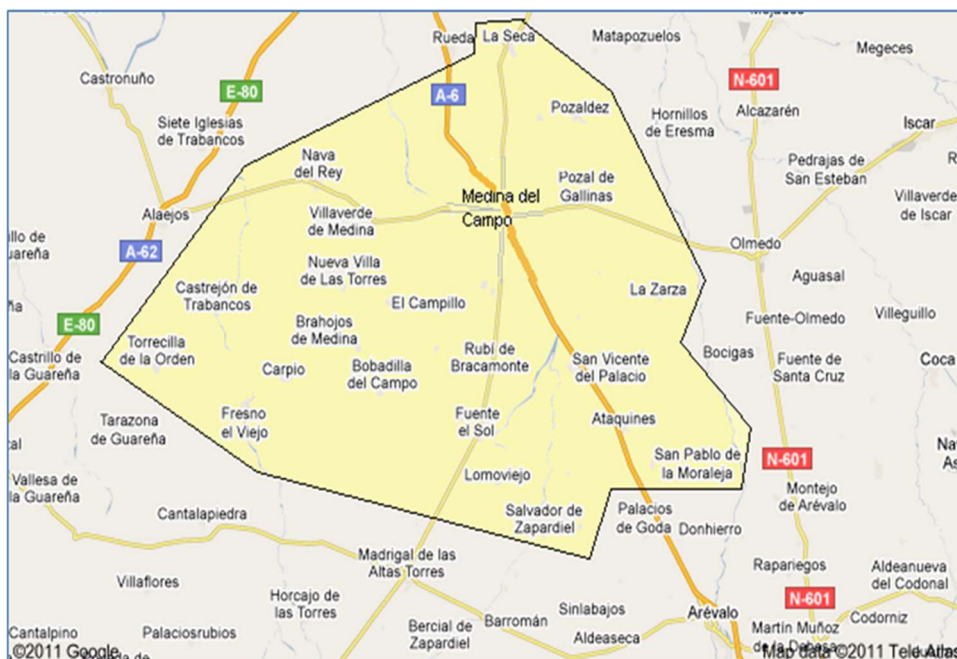 Mojados
Rueda
La Seca
Matapozuelos
Megeces
Castronuño
E-80
A-6
N-601
Pozaldez
Hornillos
de Eresma
Alcazarén
Siete Iglesias
de Trabancos
Iscar
Nava
del Rey
Pedrajas de
San Esteban
Pozal de
Gallinas
Medina del
Campo
Villaverde
de Iscar
Alaejos
Villaverde
de Medina
Olmedo
illo de
Guareña
A-62
Nueva Villa
de Las Torres
Aguasal
Castrejón de
Trabancos
El Campillo
La Zarza
Villeguillo
Fuente-Olmedo
E-80
Brahojos
de Medina
Torrecilla
de la Orden
Rubí de
Bracamonte
Bocigas
Castrillo de
la Guareña
San Vicente
del Palacio
Fuente de
Santa Cruz
Coca
Carpio
Bobadilla
del Campo
Tarazona
de Guareña
Fresno
el Viejo
Fuente
el Sol
Ataquines
cal
Nav
As
San Pablo de
la Moraleja
N-601
Vallesa de
la Guareña
Lomoviejo
Montejo
de Arévalo
Cantalapiedra
Salvador de
Zapardiel
Palacios
de Goda
Donhierro
Madrigal de las
Altas Torres
Rapariegos
Aldeanueva
del Codonal
Villaflores
Horcajo de
las Torres
N-601
Sinlabajos
Arévalo
Codorniz
Cantalpino
Palaciosrubios
Bercial de
Zapardiel
Barromán
Aldeaseca
Martín Muñoz
de la Dehesa
©2011 Google
Map data ©2011 Tele Atlas